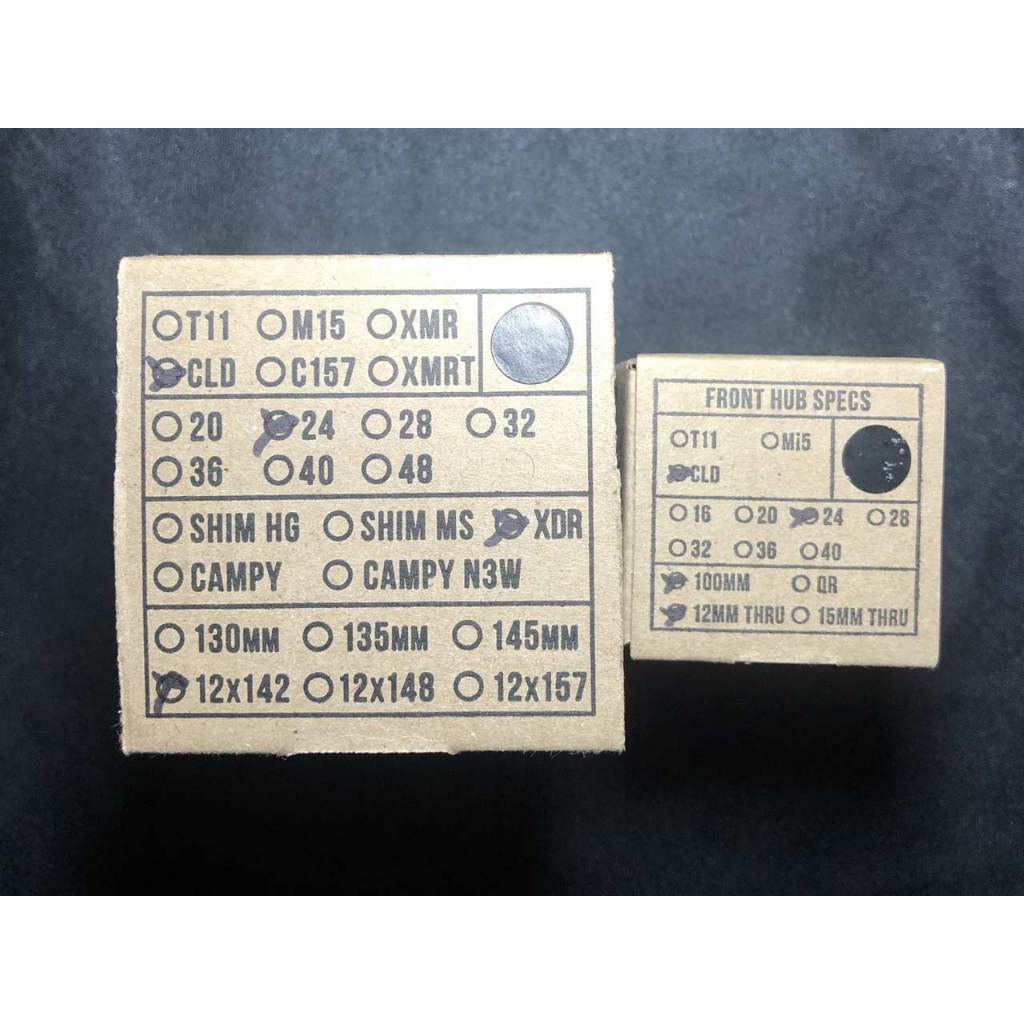 T11 M15 XMR
CLD C157 XMRT
20 24 28 32
36 40 48
SHIM HG SHIM MS XDR
CAMPY CAMPY N3W
130MM 135MM 145MM
12x142 12x148 12x157
FRONT HUB SPECS
T11 Mi5
CLD
16 20 24 28
32 36 40
100MM QR
12MM THRU 15MM THRU